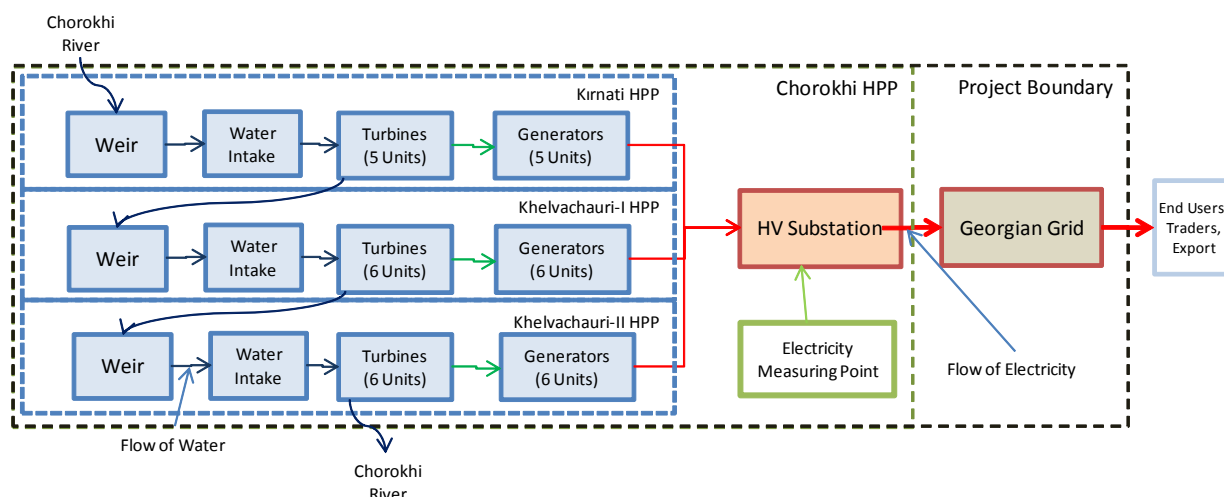 Chorokhi
River
Kırnati HPP
Chorokhi HPP
Project Boundary
Weir
Water
Intake
Turbines
(5 Units)
Generators
(5 Units)
Khelvachauri-I HPP
Weir
Water
Intake
Turbines
(6 Units)
Generators
(6 Units)
HV Substation
Georgian Grid
End Users,
Traders,
Export
Khelvachauri-II HPP
Weir
Water
Intake
Turbines
(6 Units)
Generators
(6 Units)
Electricity
Measuring Point
Flow of Electricity
Flow of Water
Chorokhi
River